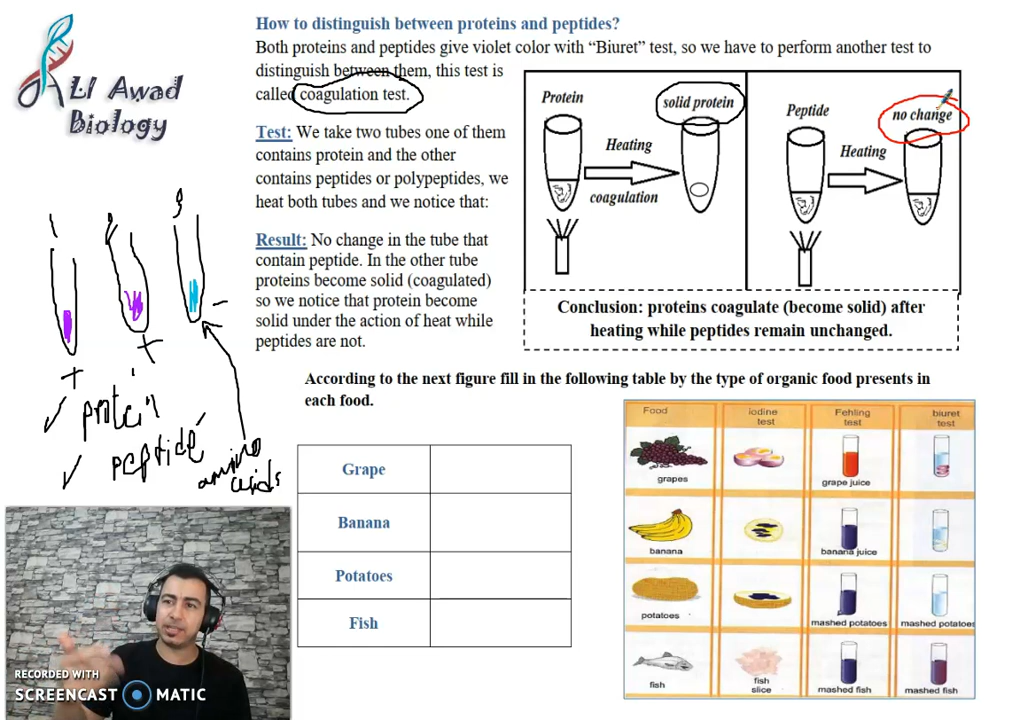 ALI Awad
Biology
How to distinguish between proteins and peptides?
Both proteins and peptides give violet color with “Biuret” test, so we have to perform another test to
distinguish between them, this test is
called coagulation test.
Test: We take two tubes one of them
contains protein and the other
contains peptides or polypeptides, we
heat both tubes and we notice that:
Result: No change in the tube that
contain peptide. In the other tube
proteins become solid (coagulated)
so we notice that protein become
solid under the action of heat while
peptides are not.
Protein
Heating
coagulation
solid protein
Peptide
Heating
no change
Conclusion: proteins coagulate (become solid) after
heating while peptides remain unchanged.
1 2 3
+ + -
protein
peptide
amino
acids
According to the next figure fill in the following table by the type of organic food presents in
each food.
Grape
Banana
Potatoes
Fish
Food iodine test Fehling test biuret test
grapes grape juice
banana banana juice
potatoes mashed potatoes mashed potatoes
fish fish slice mashed fish mashed fish
RECORDED WITH
SCREENCAST MATIC